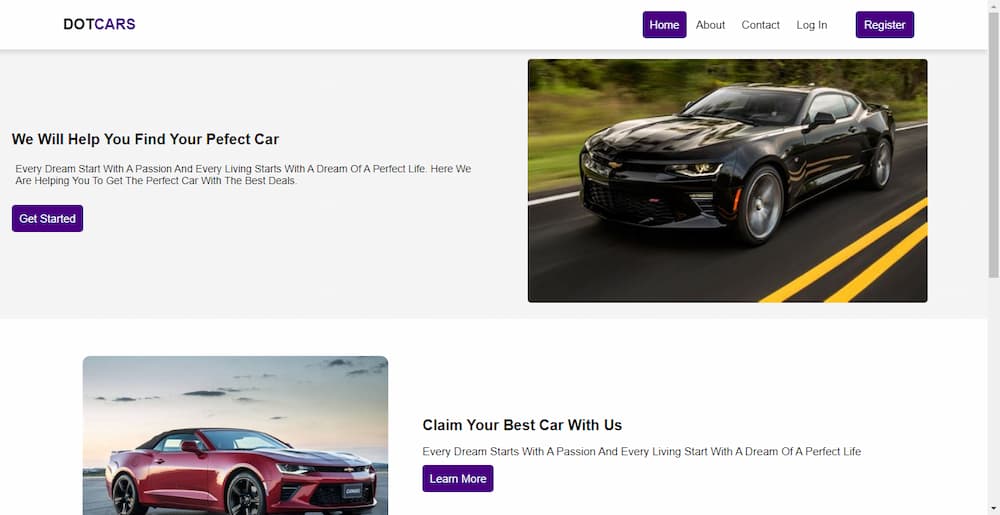 DOTCARS
Home About Contact Log In Register
We Will Help You Find Your Pefect Car
Every Dream Start With A Passion And Every Living Starts With A Dream Of A Perfect Life. Here We
Are Helping You To Get The Perfect Car With The Best Deals.
Get Started
Claim Your Best Car With Us
Every Dream Starts With A Passion And Every Living Start With A Dream Of A Perfect Life
Learn More